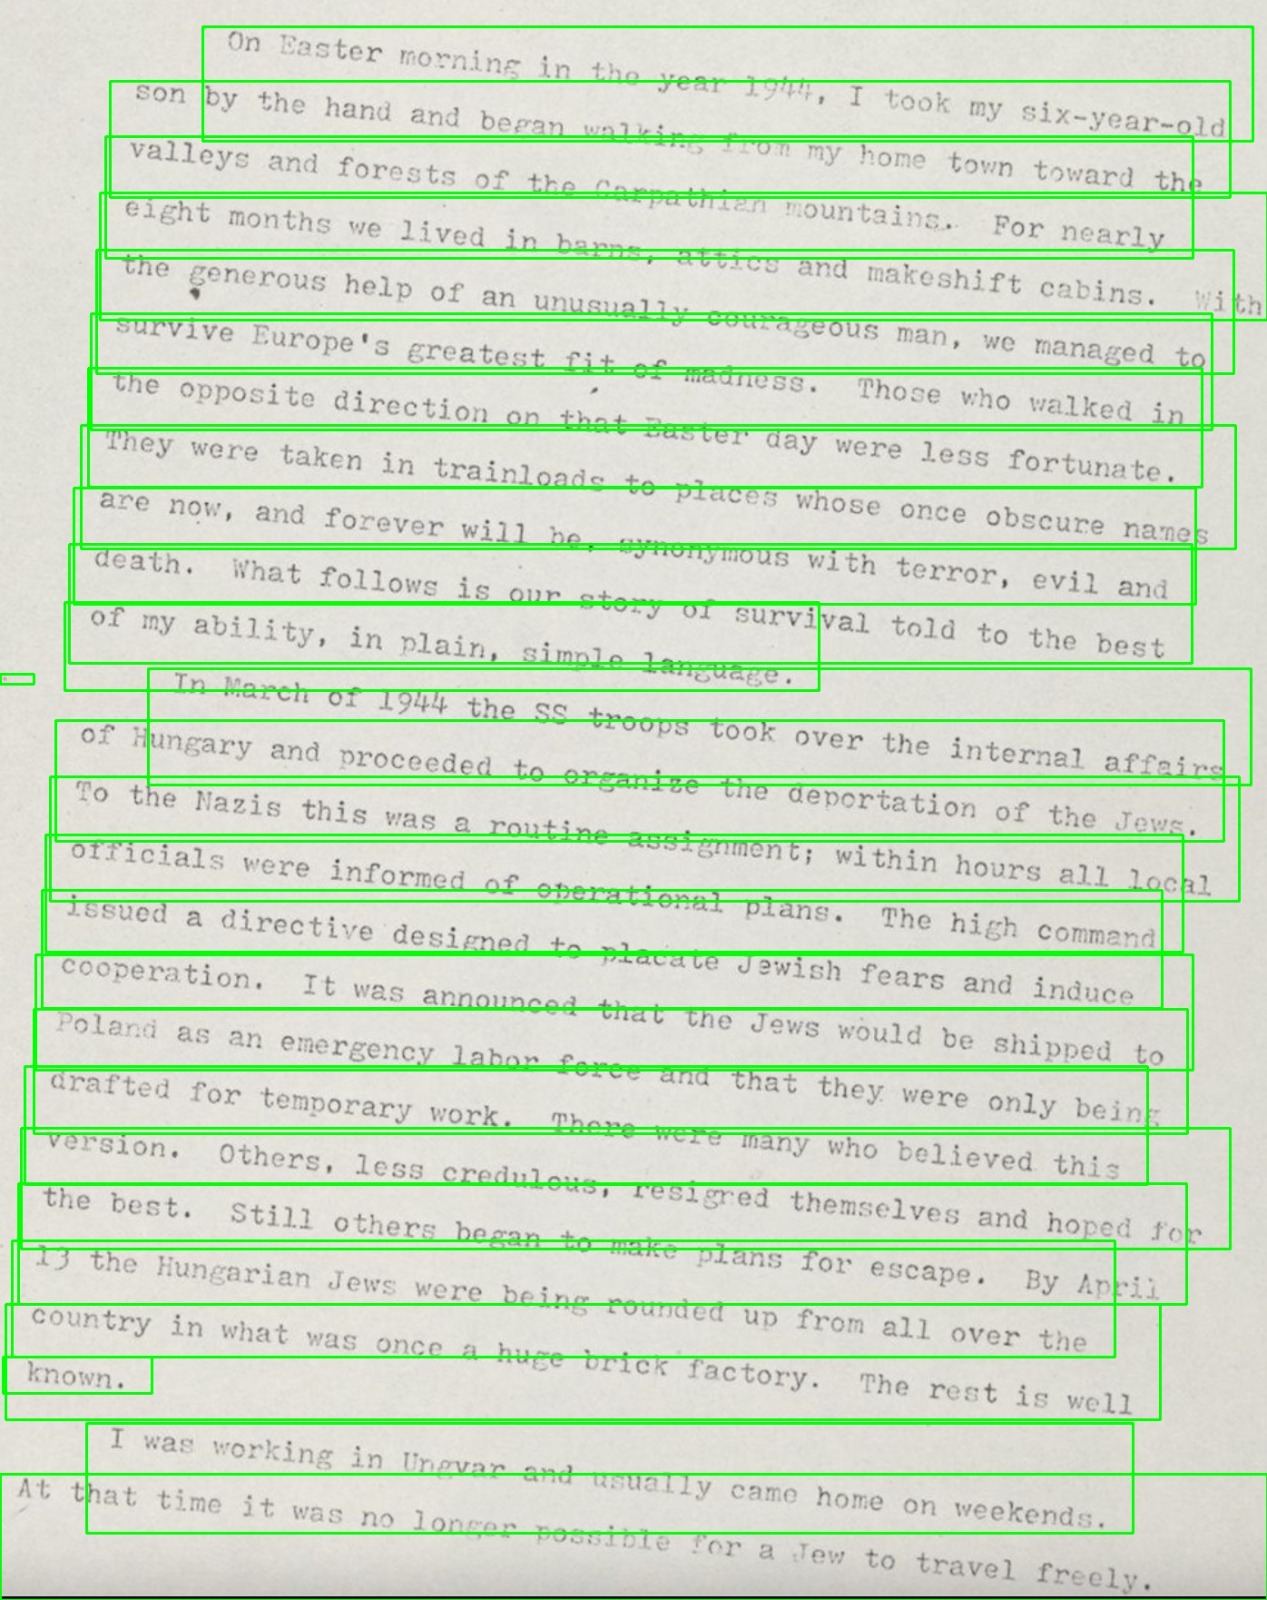 On Easter morning in the year 1944, I took my six-year-old
son by the hand and began walking from my home town toward the
valleys and forests of the Carpathian mountains.  For nearly
eight months we lived in barns, attics and makeshift cabins.  With
the generous help of an unusually courageous man, we managed to
survive Europe's greatest fit of madness.  Those who walked in
the opposite direction on that Easter day were less fortunate.
They were taken in trainloads to places whose once obscure names
are now, and forever will be, synonymous with terror, evil and
death.  What follows is our story of survival told to the best
of my ability, in plain, simple language.
In March of 1944 the SS troops took over the internal affairs
of Hungary and proceeded to organize the deportation of the Jews.
To the Nazis this was a routine assignment; within hours all local
officials were informed of operational plans.  The high command
issued a directive designed to placate Jewish fears and induce
cooperation.  It was announced that the Jews would be shipped to
Poland as an emergency labor force and that they were only being
drafted for temporary work.  There were many who believed this
version.  Others, less credulous, resigned themselves and hoped for
the best.  Still others began to make plans for escape.  By April
13 the Hungarian Jews were being rounded up from all over the
country in what was once a huge brick factory.  The rest is well
known.
I was working in Ungvar and usually came home on weekends.
At that time it was no longer possible for a Jew to travel freely.